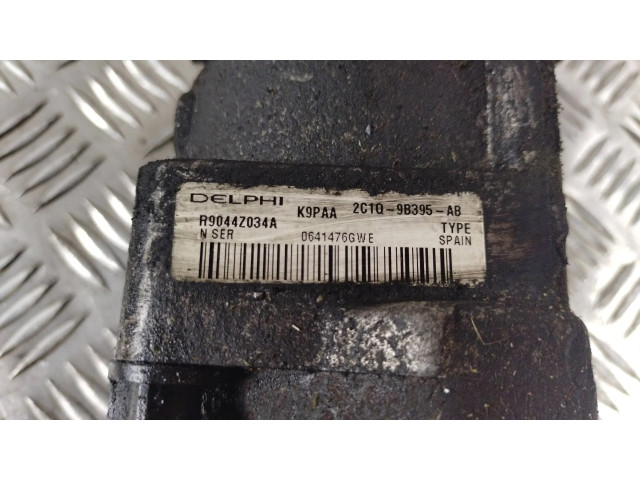 DELPHI K9PAA 2C1Q-9B395-AB
R9044Z034A TYPE
N SER 0641476GWE SPAIN